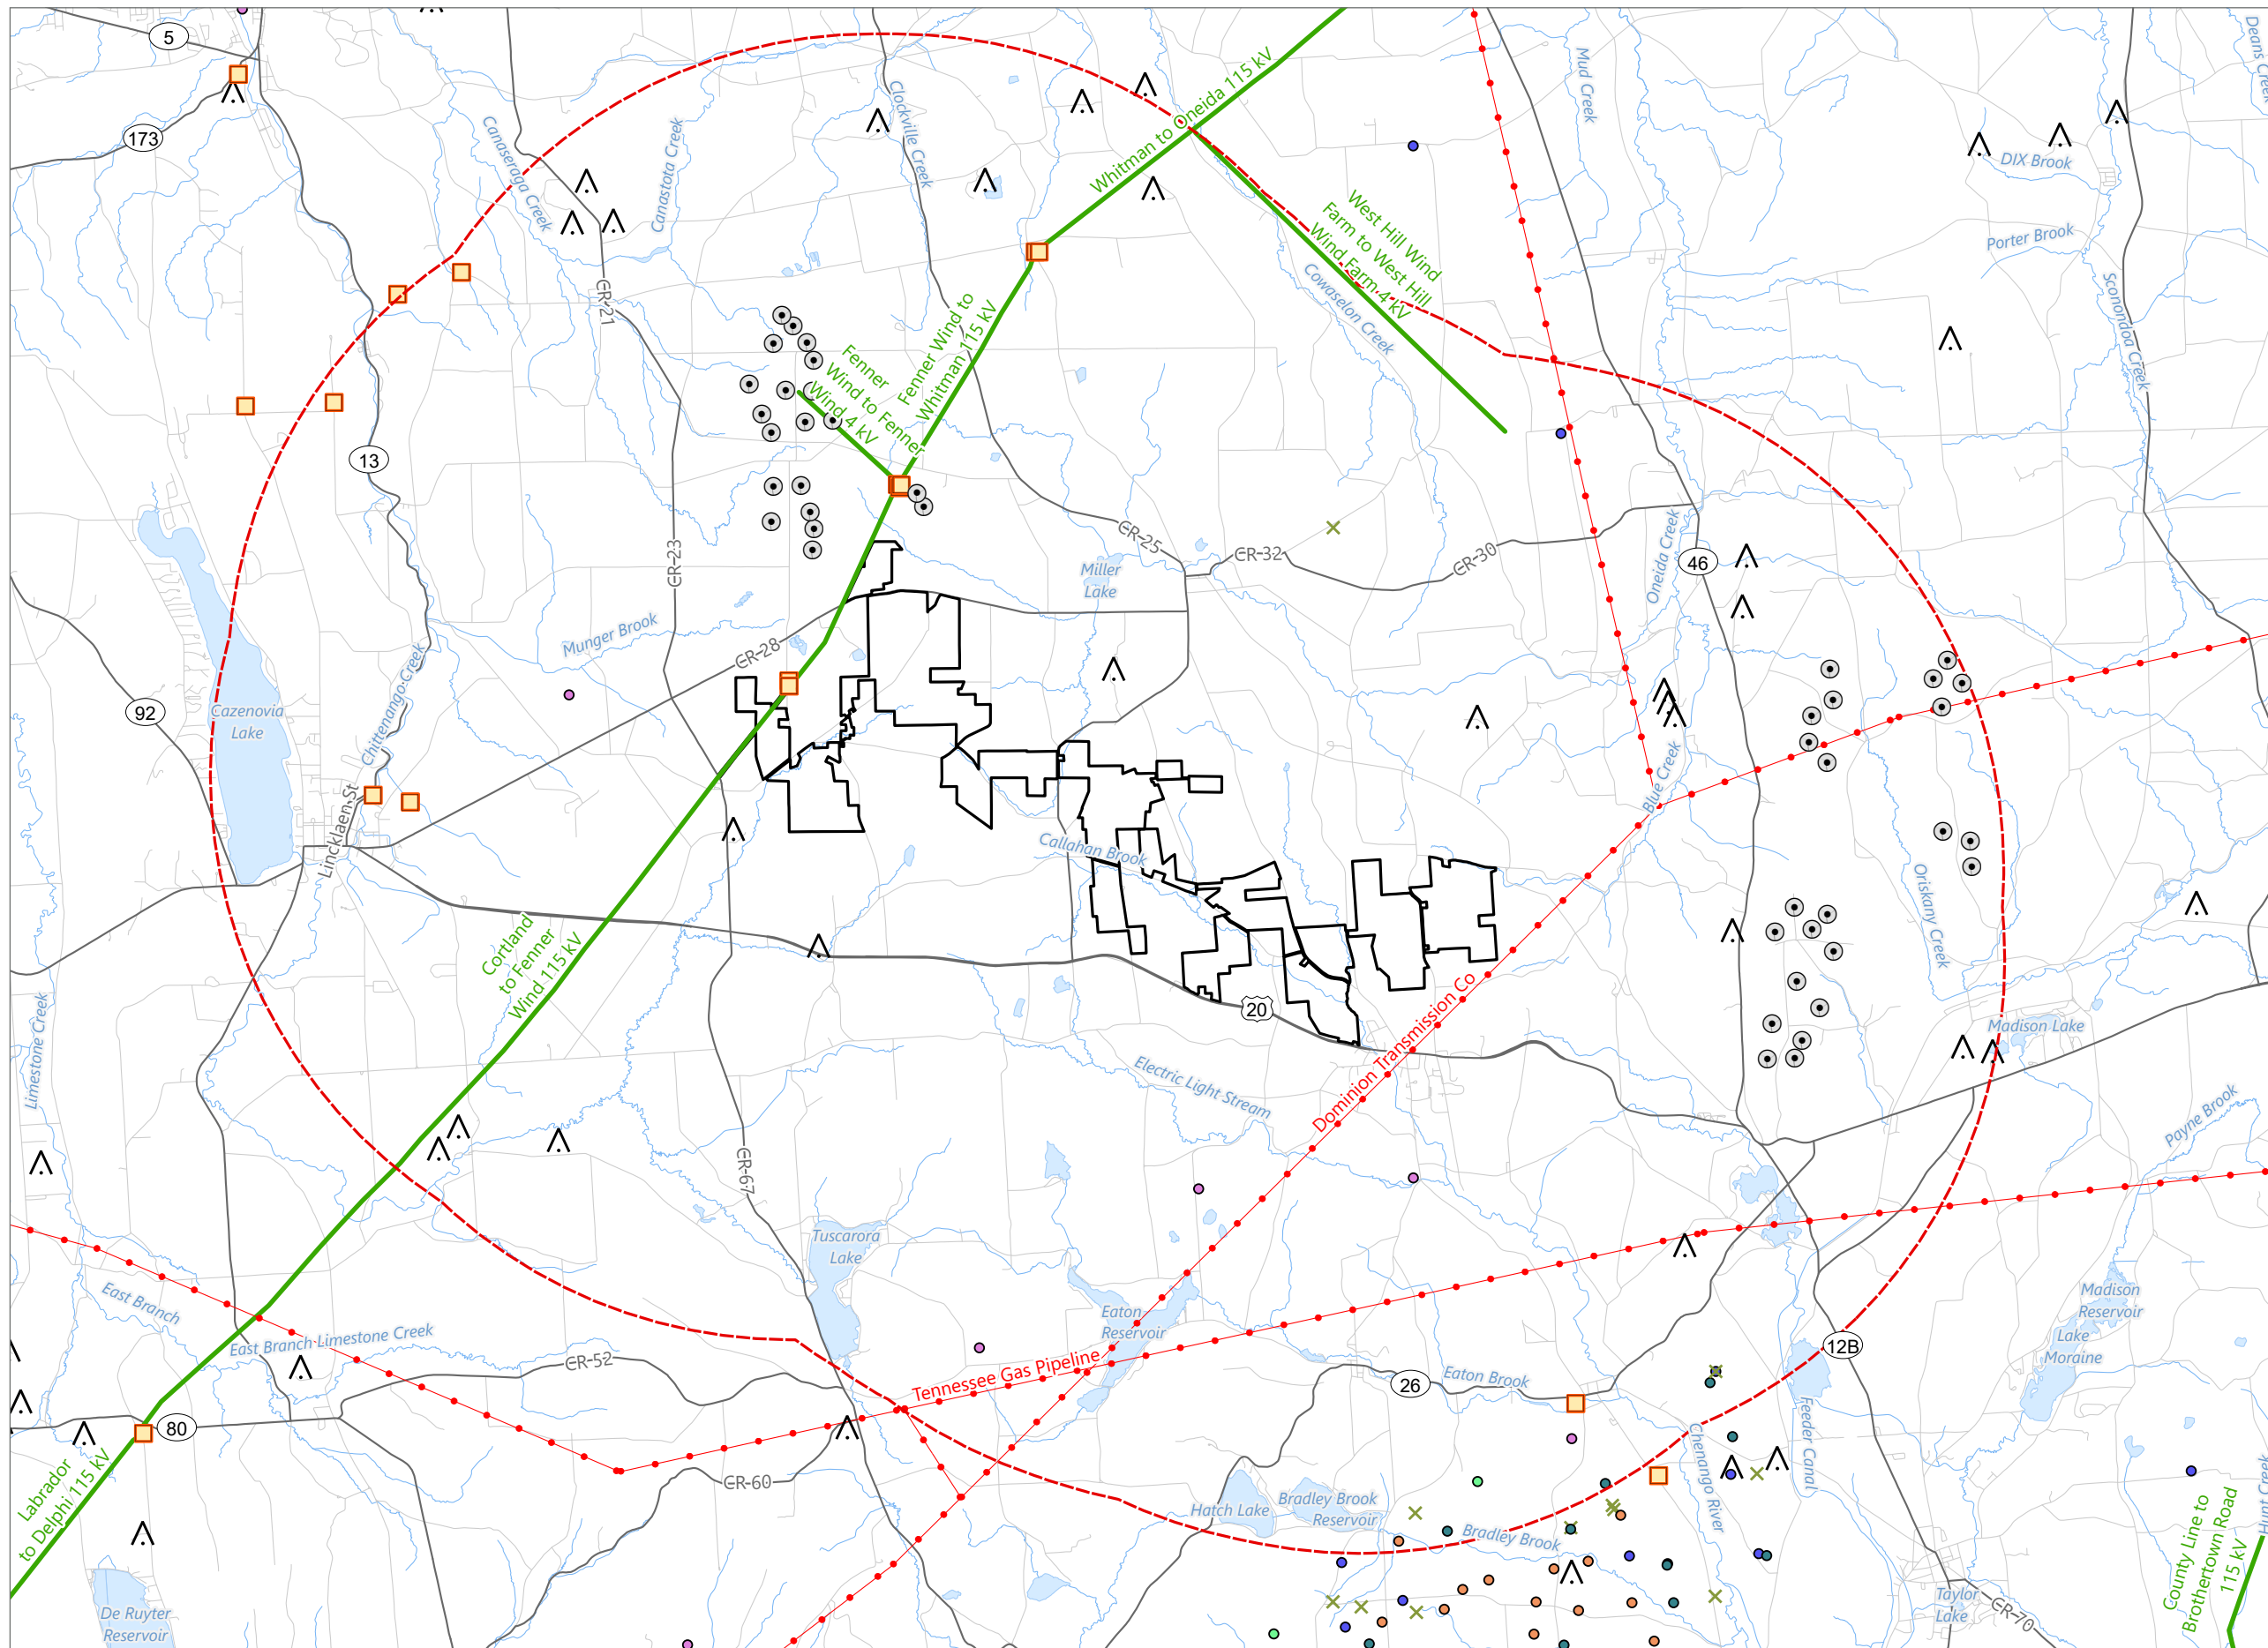 5
173
13
92
80
46
20
26
12B
Canaseraga Creek
Canastota Creek
Clockville Creek
Whitman to Oneida 115 kV
Mud Creek
Deans Creek
DIX Brook
Porter Brook
Scononda Creek
CR-21
West Hill Wind
Farm to West Hill
Wind Farm 4 kV
Cowaselon Creek
Fenner Wind to
Whitman 115 kV
Fenner
Wind to Fenner
Wind 4 kV
CR-23
CR-25
CR-32
CR-30
Miller
Lake
Oneida Creek
Munger Brook
CR-28
Chittenango Creek
Cazenovia
Lake
Lincklaen St
Blue Creek
Callahan Brook
Oriskany Creek
Cortland
to Fenner
Wind 115 kV
Limestone Creek
Dominion Transmission Co
Madison Lake
Electric Light Stream
Payne Brook
CR-67
Tuscarora
Lake
East Branch
East Branch Limestone Creek
Eaton
Reservoir
Madison
Reservoir
Lake
Moraine
CR-52
Tennessee Gas Pipeline
Eaton Brook
Feeder Canal
Chenango River
CR-60
Labrador
to Delphi 115 kV
Hatch Lake
Bradley Brook
Reservoir
Bradley Brook
County Line to
Brothertown Road
115 kV
De Ruyter
Reservoir
Taylor
Lake
CR-70